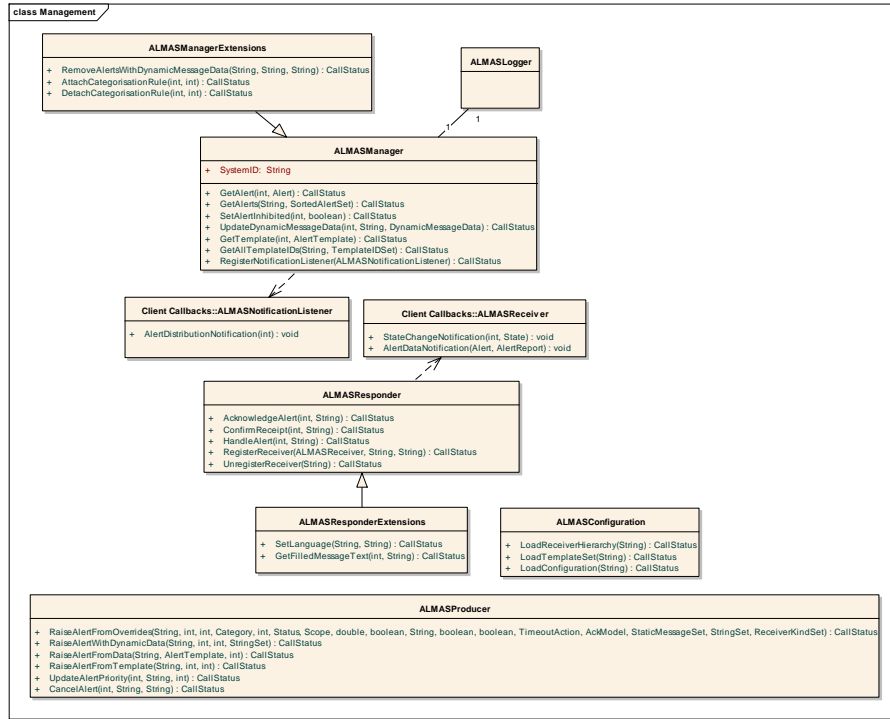 class Management
ALMASManagerExtensions
+ RemoveAlertsWithDynamicMessageData(String, String, String) : CallStatus
+ AttachCategorisationRule(int, int) : CallStatus
+ DetachCategorisationRule(int, int) : CallStatus
ALMASLogger
1
1
ALMASManager
+ SystemID: String
+ GetAlert(int, Alert) : CallStatus
+ GetAlerts(String, SortedAlertSet) : CallStatus
+ SetAlertInhibited(int, boolean) : CallStatus
+ UpdateDynamicMessageData(int, String, DynamicMessageData) : CallStatus
+ GetTemplate(int, AlertTemplate) : CallStatus
+ GetAllTemplateIDs(String, TemplateIDSet) : CallStatus
+ RegisterNotificationListener(ALMASNotificationListener) : CallStatus
Client Callbacks::ALMASNotificationListener
+ AlertDistributionNotification(int) : void
Client Callbacks::ALMASReceiver
+ StateChangeNotification(int, State) : void
+ AlertDataNotification(Alert, AlertReport) : void
ALMASResponder
+ AcknowledgeAlert(int, String) : CallStatus
+ ConfirmReceipt(int, String) : CallStatus
+ HandleAlert(int, String) : CallStatus
+ RegisterReceiver(ALMASReceiver, String, String) : CallStatus
+ UnregisterReceiver(String) : CallStatus
ALMASResponderExtensions
+ SetLanguage(String, String) : CallStatus
+ GetFilledMessageText(int, String) : CallStatus
ALMASConfiguration
+ LoadReceiverHierarchy(String) : CallStatus
+ LoadTemplateSet(String) : CallStatus
+ LoadConfiguration(String) : CallStatus
ALMASProducer
+ RaiseAlertFromOverrides(String, int, int, Category, int, Status, Scope, double, boolean, String, boolean, boolean, TimeoutAction, AckModel, StaticMessageSet, StringSet, ReceiverKindSet) : CallStatus
+ RaiseAlertWithDynamicData(String, int, int, StringSet) : CallStatus
+ RaiseAlertFromData(String, AlertTemplate, int) : CallStatus
+ RaiseAlertFromTemplate(String, int, int) : CallStatus
+ UpdateAlertPriority(int, String, int) : CallStatus
+ CancelAlert(int, String, String) : CallStatus